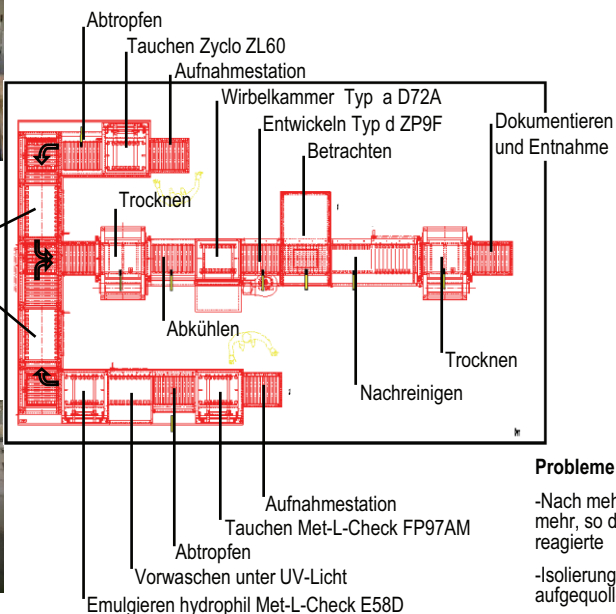 Abtropfen
Tauchen Zyclo ZL60
Aufnahmestation
Wirbelkammer Typ a D72A
Entwickeln Typ d ZP9F
Betrachten
Dokumentieren
und Entnahme
Trocknen
Abkühlen
Trocknen
Nachreinigen
Aufnahmestation
Tauchen Met-L-Check FP97AM
Abtropfen
Vorwaschen unter UV-Licht
Emulgieren hydrophil Met-L-Check E58D
Probleme
-Nach meh
mehr, so d
reagierte
-Isolierung
aufgequoll